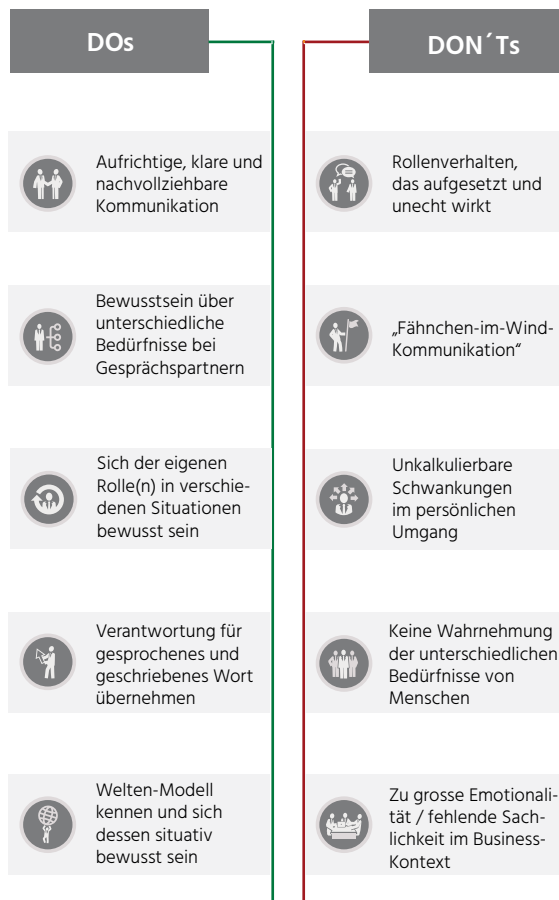 DOs
Aufrichtige, klare und
nachvollziehbare
Kommunikation
Bewusstsein über
unterschiedliche
Bedürfnisse bei
Gesprächspartnern
Sich der eigenen
Rolle(n) in verschie-
denen Situationen
bewusst sein
Verantwortung für
gesprochenes und
geschriebenes Wort
übernehmen
Welten-Modell
kennen und sich
dessen situativ
bewusst sein
DON´Ts
Rollenverhalten,
das aufgesetzt und
unecht wirkt
„Fähnchen-im-Wind-
Kommunikation“
Unkalkulierbare
Schwankungen
im persönlichen
Umgang
Keine Wahrnehmung
der unterschiedlichen
Bedürfnisse von
Menschen
Zu grosse Emotionali-
tät / fehlende Sach-
lichkeit im Business-
Kontext